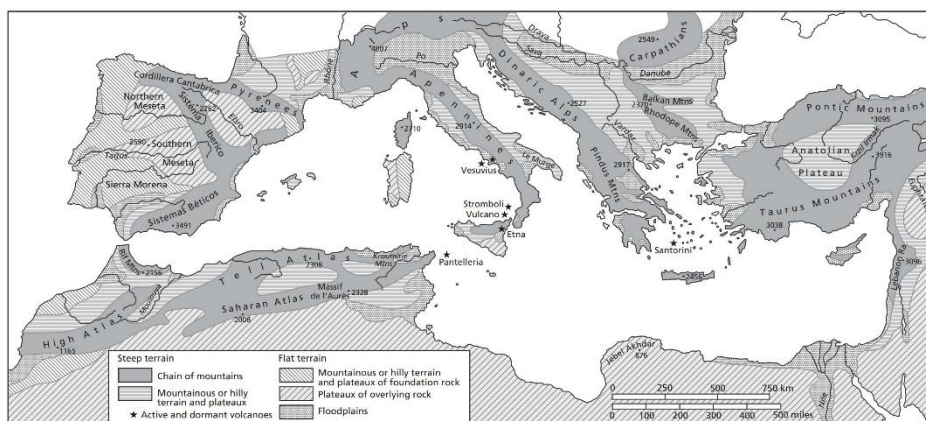 Alps
Carpathians
2549
Drava
Sava
4807
Po
Danube
Rhône
Dinaric Alps
Cordillera Cantabrica
Pyrenees
Apennines
2527
Balkan Mtns
Pontic Mountains
Northern
Meseta
Sistema
Iberico
2262
3404
Ebro
2914
2710
Rhodope Mtns
3095
Vardar
Kizil Irmak
Anatolian
Plateau
2590
Southern
Meseta
Tagus
Le Murge
2917
Pindus Mtns
3916
Vesuvius
Euphrates
Sierra Morena
Stromboli
Vulcano
Taurus Mountains
Sistemas Béticos
3491
Etna
Santorini
3038
Pantelleria
Rif Mtns
2156
Tell Atlas
2308
Kroumirie
Mtns
2456
Lebanon Ra
3096
Moulouya
Massif
de l'Aurès
2328
Saharan Atlas
2008
High Atlas
1165
Jebel Akhdar
876
Nile
Steep terrain
Chain of mountains
Mountainous or hilly
terrain and plateaux
★ Active and dormant volcanoes
Flat terrain
Mountainous or hilly terrain
and plateaux of foundation rock
Plateaux of overlying rock
Floodplains
0 250 500 750 km
0 100 200 300 400 500 miles